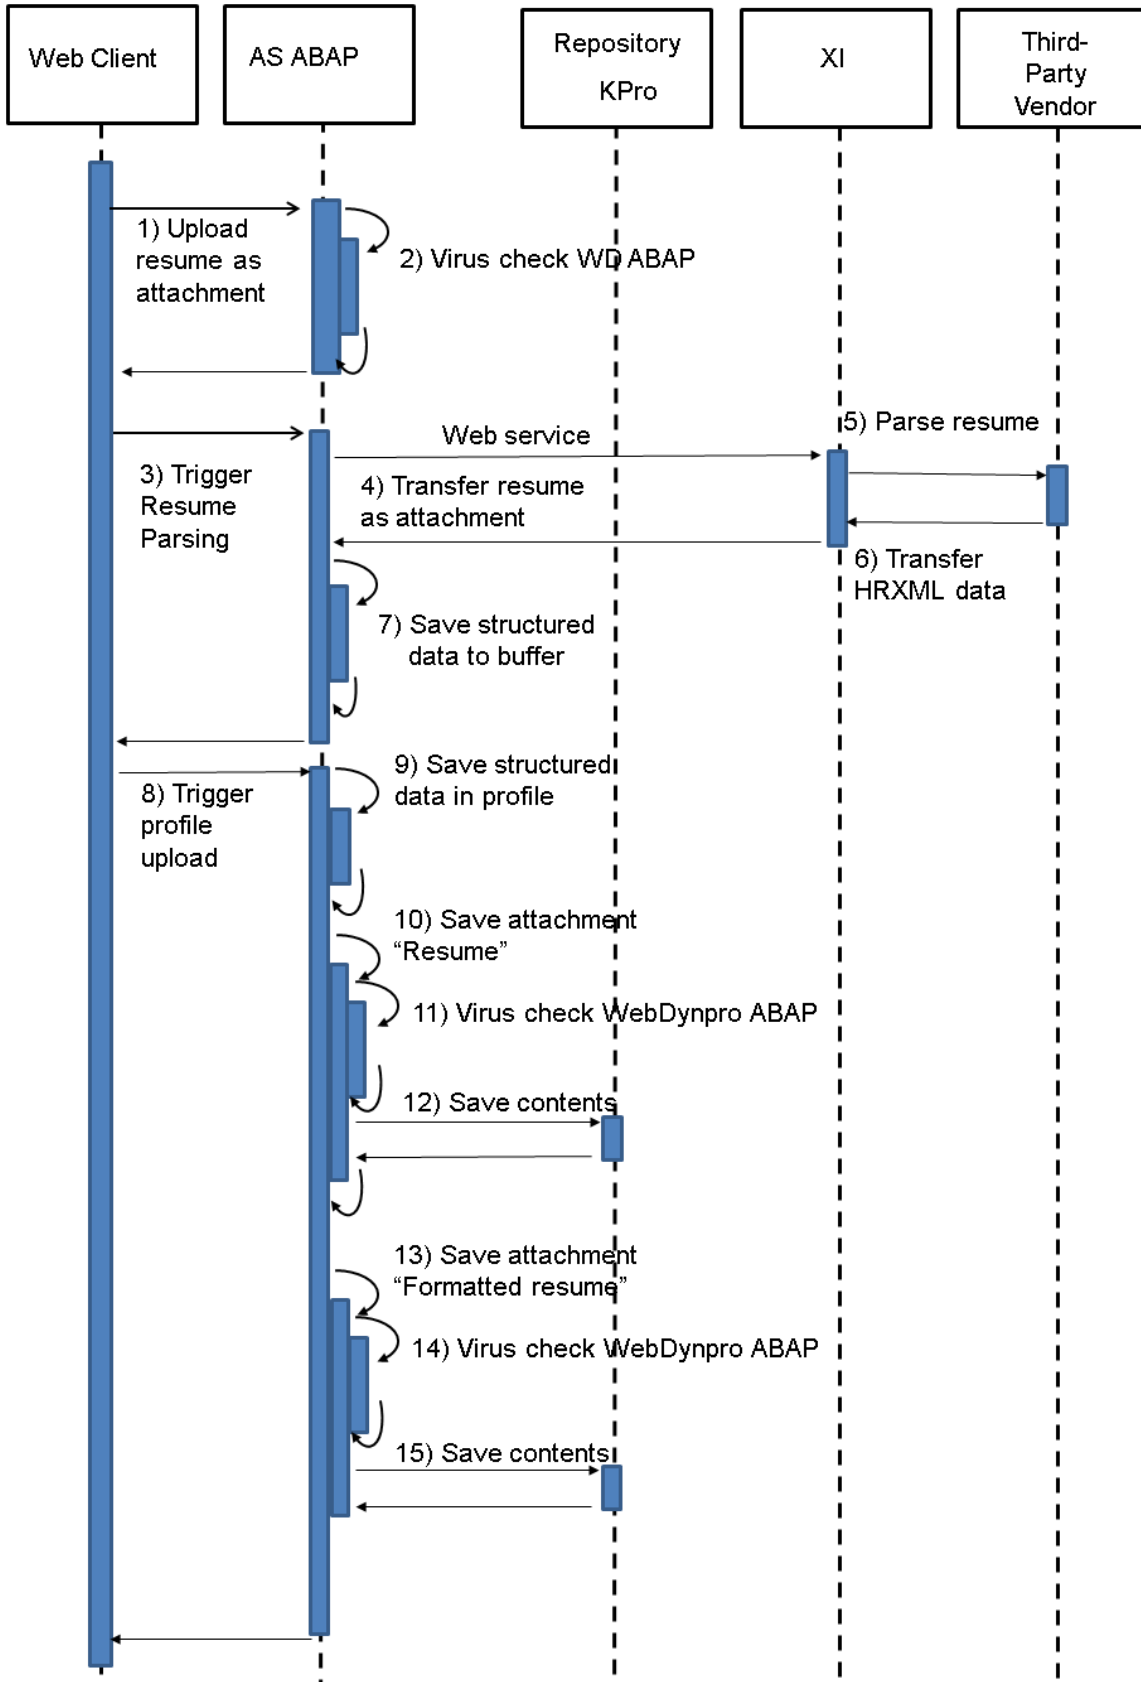 Web Client
AS ABAP
Repository
KPro
XI
Third-
Party
Vendor
1) Upload
resume as
attachment
2) Virus check WD ABAP
3) Trigger
Resume
Parsing
Web service
4) Transfer resume
as attachment
5) Parse resume
6) Transfer
HRXML data
7) Save structured
data to buffer
8) Trigger
profile
upload
9) Save structured
data in profile
10) Save attachment
“Resume”
11) Virus check WebDynpro ABAP
12) Save contents
13) Save attachment
“Formatted resume”
14) Virus check WebDynpro ABAP
15) Save contents